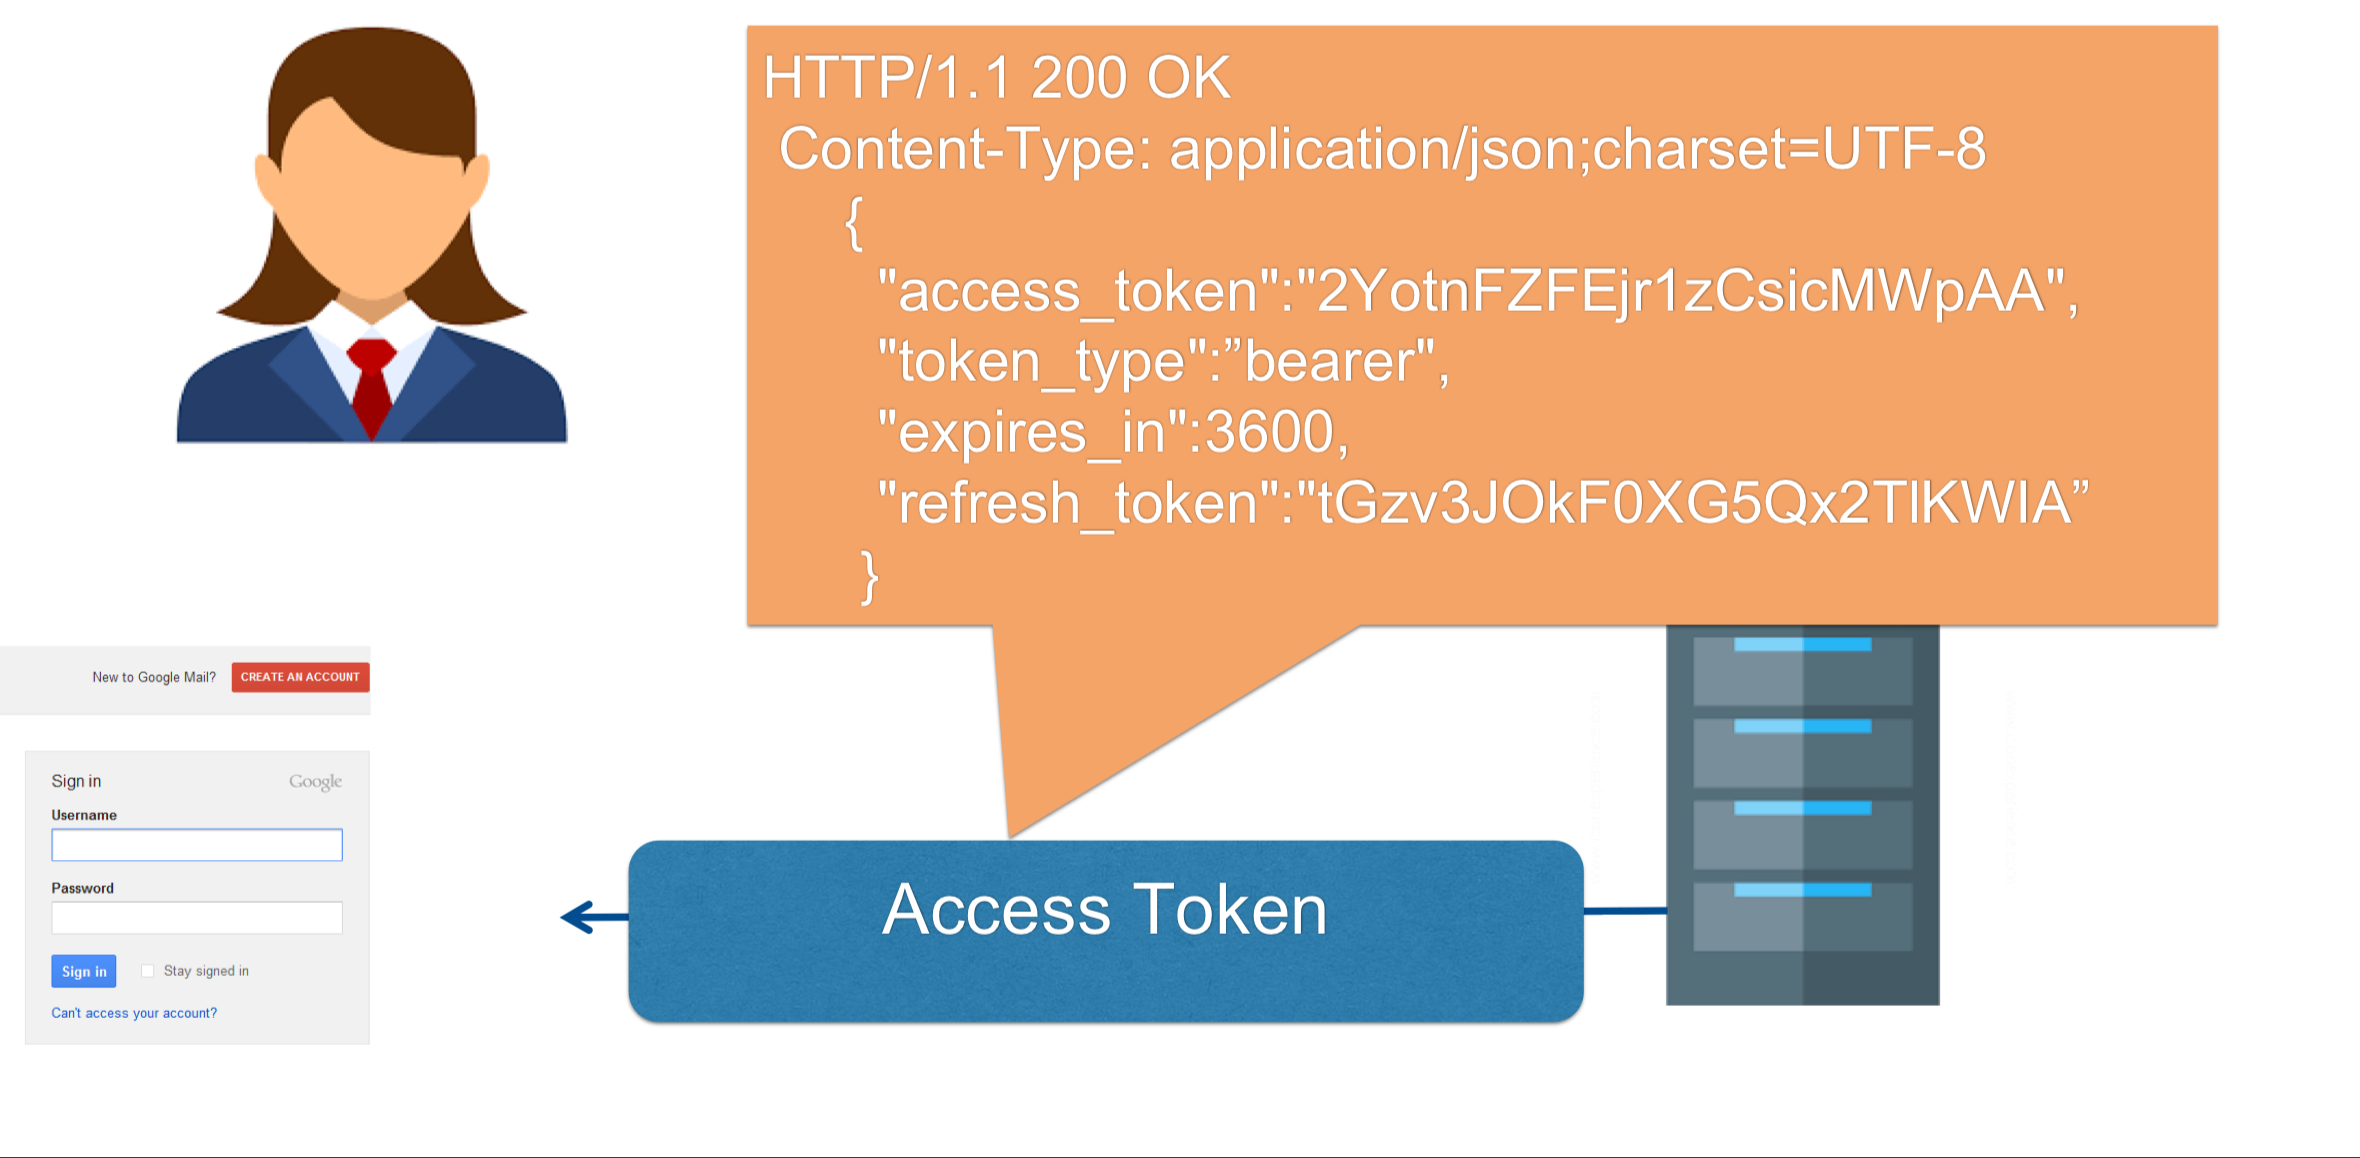 HTTP/1.1 200 OK
Content-Type: application/json;charset=UTF-8
{
"access_token":"2YotnFZFEjr1zCsicMWpAA",
"token_type":”bearer",
"expires_in":3600,
"refresh_token":"tGzv3JOkF0XG5Qx2TlKWIA”
}
New to Google Mail? CREATE AN ACCOUNT
Sign in Google
Username
Password
Sign in Stay signed in
Can't access your account?
Access Token